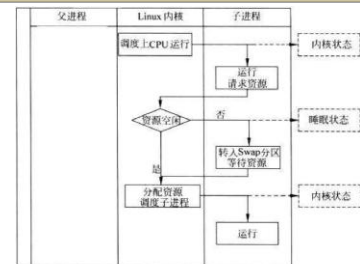 父进程 Linux 内核 子进程
调度上CPU 运行
内核状态
运行
请求资源
资源空闲
否
睡眠状态
转入Swap分区
等待资源
是
分配资源
调度子进程
内核状态
运行